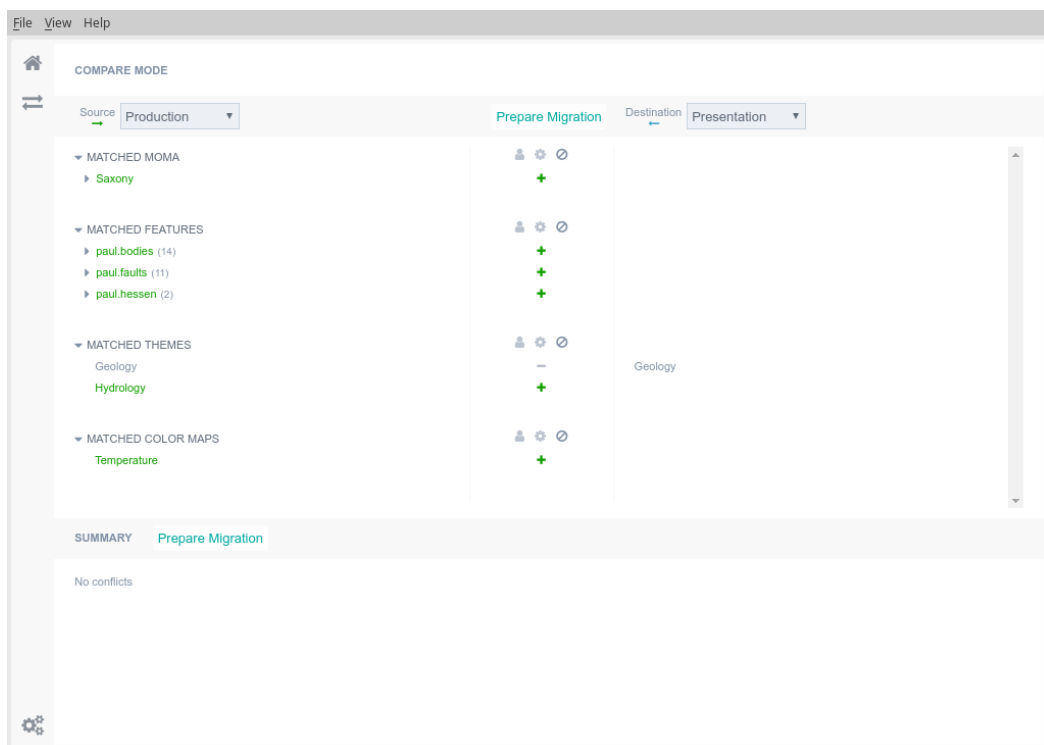 File View Help
COMPARE MODE
Source Production Prepare Migration Destination Presentation
MATCHED MOMA
Saxony
MATCHED FEATURES
paul.bodies (14)
paul.faults (11)
paul.hessen (2)
MATCHED THEMES
Geology Geology
Hydrology
MATCHED COLOR MAPS
Temperature
SUMMARY Prepare Migration
No conflicts